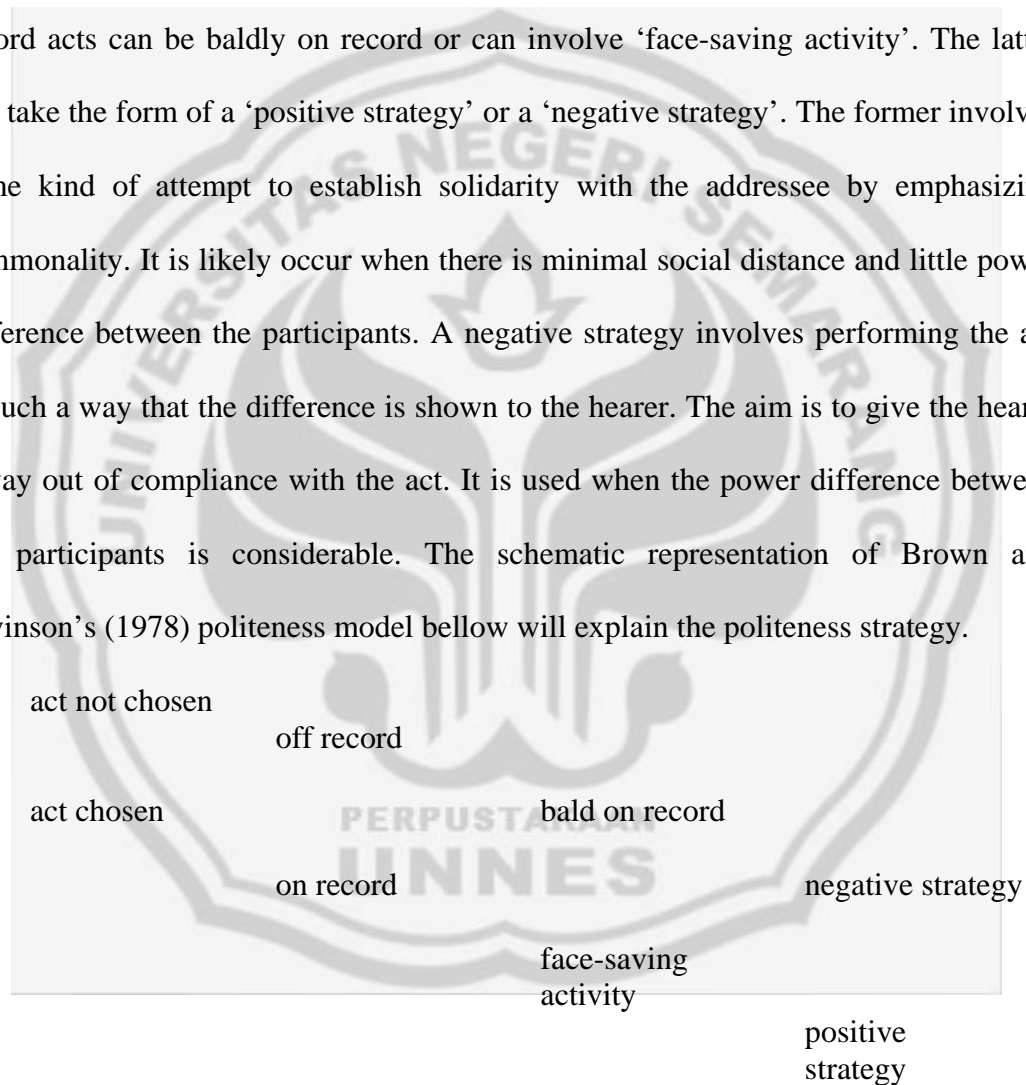 ord acts can be baldly on record or can involve ‘face-saving activity’. The latt
take the form of a ‘positive strategy’ or a ‘negative strategy’. The former involv
ne kind of attempt to establish solidarity with the addressee by emphasizi
mmonality. It is likely occur when there is minimal social distance and little pow
ference between the participants. A negative strategy involves performing the a
uch a way that the difference is shown to the hearer. The aim is to give the hear
ay out of compliance with the act. It is used when the power difference betwe
participants is considerable. The schematic representation of Brown a
vinson’s (1978) politeness model bellow will explain the politeness strategy.
act not chosen
off record
act chosen
bald on record
on record
negative strategy
face-saving
activity
positive
strategy
UNIVERSITAS NEGERI SEMARANG
PERPUSTAKAAN
UNNES